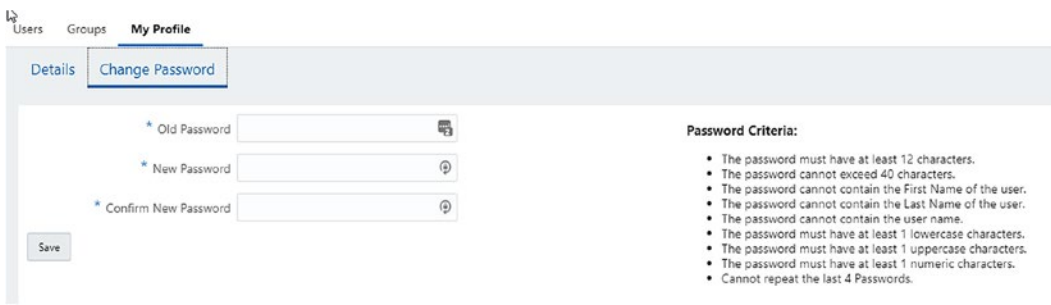 Users Groups My Profile
Details Change Password
* Old Password
* New Password
* Confirm New Password
Save
Password Criteria:
• The password must have at least 12 characters.
• The password cannot exceed 40 characters.
• The password cannot contain the First Name of the user.
• The password cannot contain the Last Name of the user.
• The password cannot contain the user name.
• The password must have at least 1 lowercase characters.
• The password must have at least 1 uppercase characters.
• The password must have at least 1 numeric characters.
• Cannot repeat the last 4 Passwords.